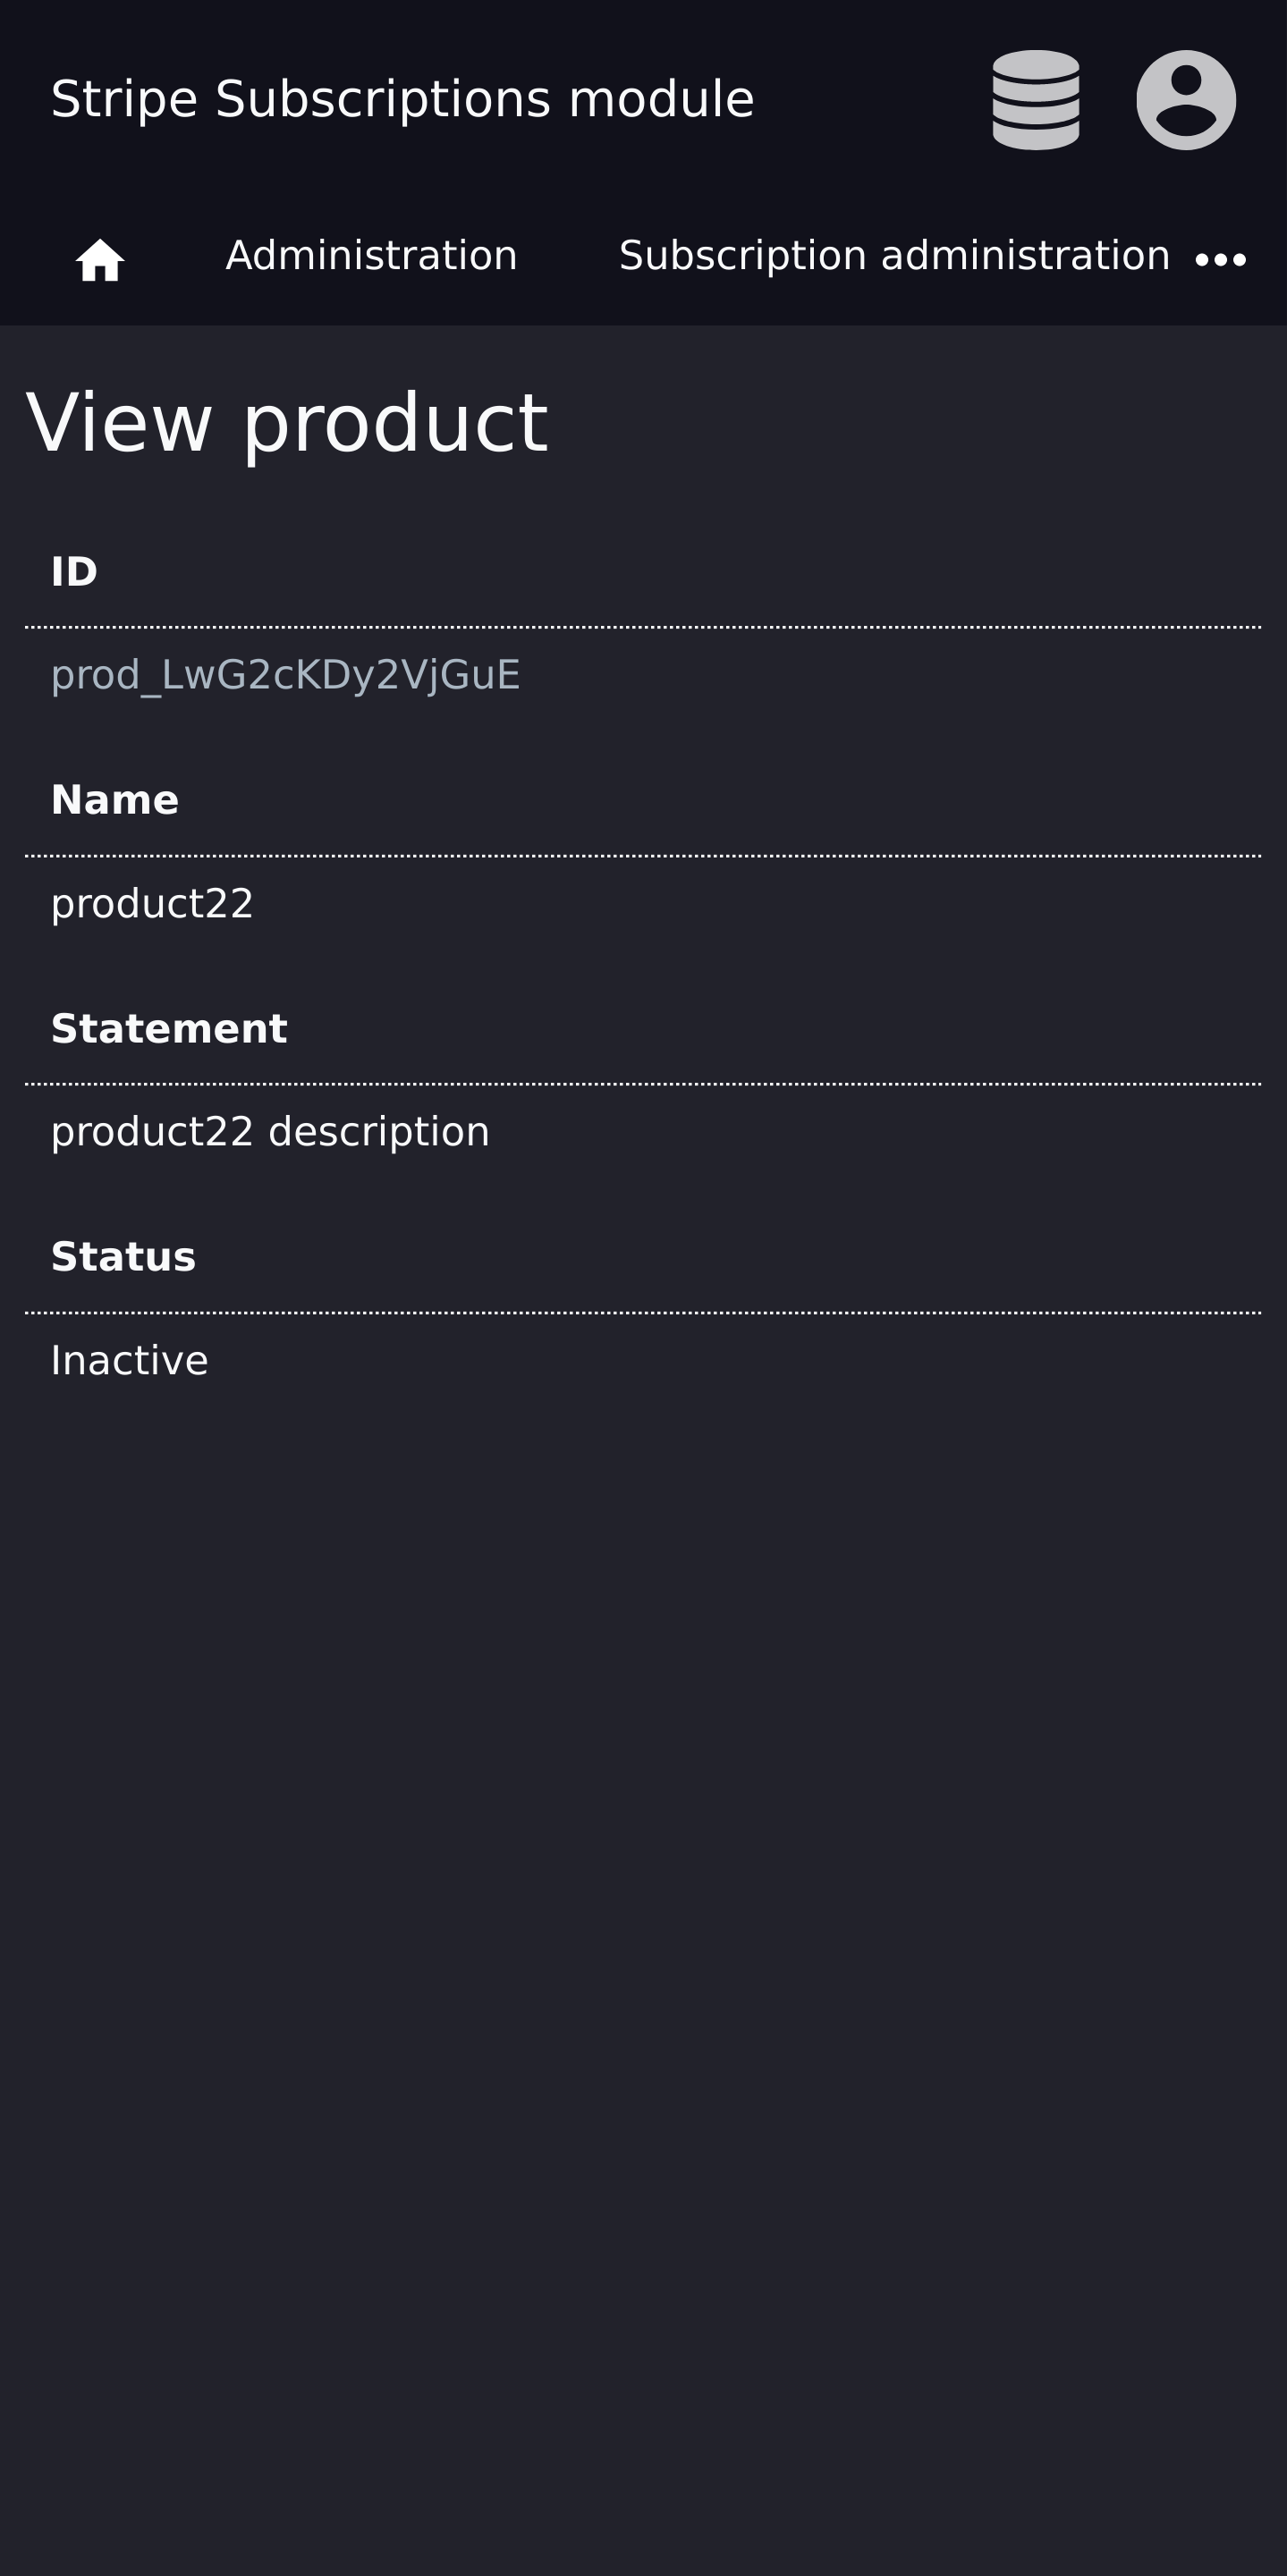 Stripe Subscriptions module
Administration Subscription administration
View product
ID
prod_LwG2cKDy2VjGuE
Name
product22
Statement
product22 description
Status
Inactive